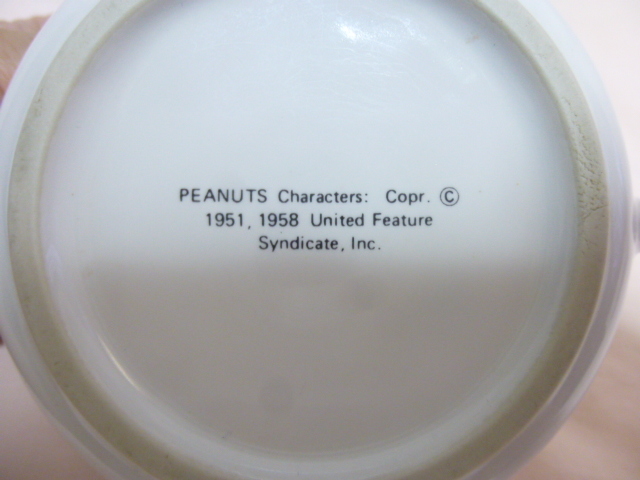 PEANUTS Characters: Copr. ©
1951, 1958 United Feature
Syndicate, Inc.